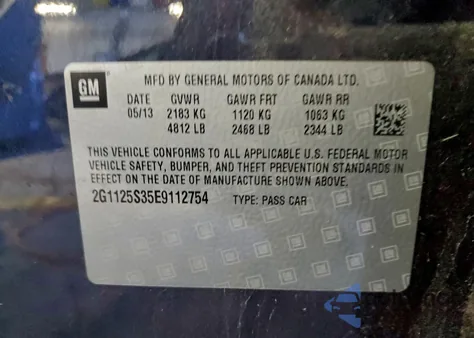 GM
MFD BY GENERAL MOTORS OF CANADA LTD.
DATE GVWR GAWR FRT GAWR RR
05/13 2183 KG 1120 KG 1063 KG
4812 LB 2468 LB 2344 LB
THIS VEHICLE CONFORMS TO ALL APPLICABLE U.S. FEDERAL MOTOR
VEHICLE SAFETY, BUMPER, AND THEFT PREVENTION STANDARDS IN
EFFECT ON THE DATE OF MANUFACTURE SHOWN ABOVE.
2G1125S35E9112754 TYPE: PASS CAR